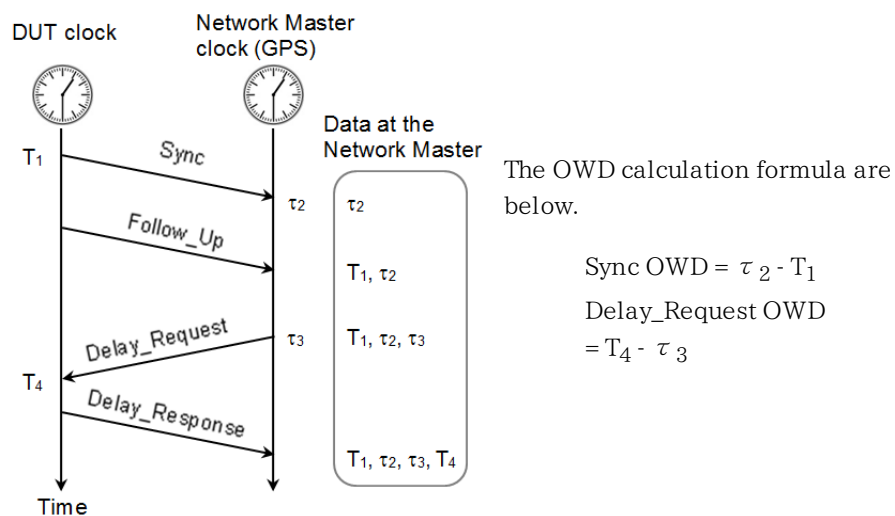 DUT clock
Network Master
clock (GPS)
Data at the
Network Master
T1
Sync
τ2
τ2
Follow_Up
T1, τ2
Delay_Request
τ3
T1, τ2, τ3
T4
Delay_Response
T1, τ2, τ3, T4
Time
The OWD calculation formula are
below.
Sync OWD = τ 2 - T1
Delay_Request OWD
= T4 - τ 3